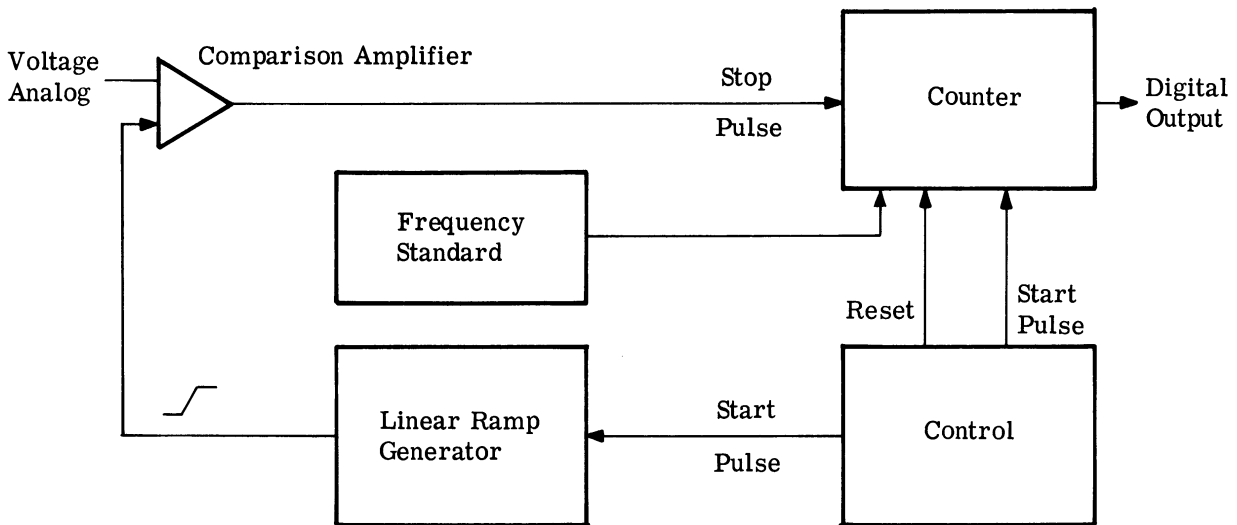 Voltage
Analog
Comparison Amplifier
Stop
Pulse
Counter
Digital
Output
Frequency
Standard
Reset
Start
Pulse
Linear Ramp
Generator
Start
Pulse
Control